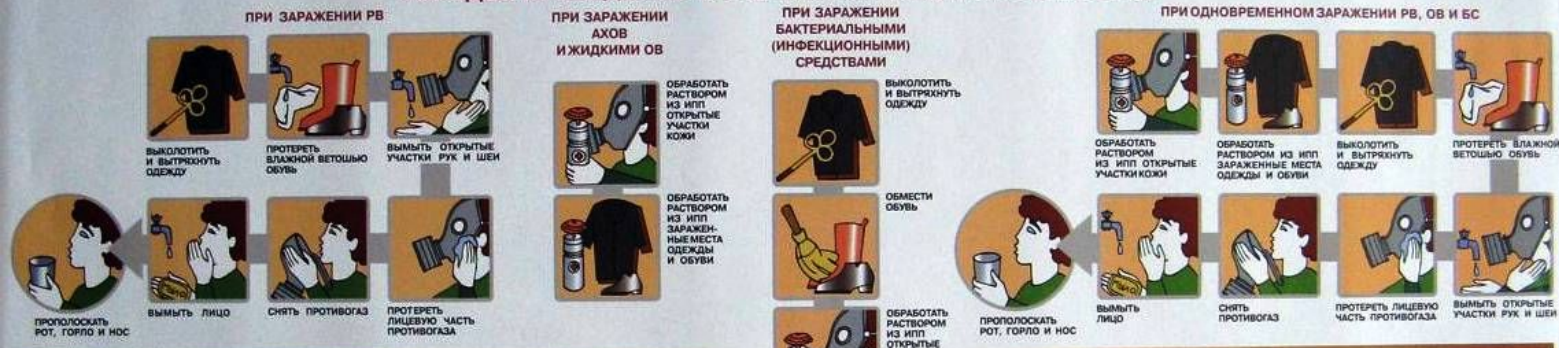 ПРИ ЗАРАЖЕНИИ РВ
ВЫКОЛОТИТЬ
И ВЫТРЯХНУТЬ
ОДЕЖДУ
ПРОТЕРЕТЬ
ВЛАЖНОЙ ВЕТОШЬЮ
ОБУВЬ
ВЫМЫТЬ ОТКРЫТЫЕ
УЧАСТКИ РУК И ШЕИ
ПРОТЕРЕТЬ
ЛИЦЕВУЮ ЧАСТЬ
ПРОТИВОГАЗА
СНЯТЬ ПРОТИВОГАЗ
ВЫМЫТЬ ЛИЦО
ПРОПОЛОСКАТЬ
РОТ, ГОРЛО И НОС
ПРИ ЗАРАЖЕНИИ
АХОВ
И ЖИДКИМИ ОВ
ОБРАБОТАТЬ
РАСТВОРОМ
ИЗ ИПП
ОТКРЫТЫЕ
УЧАСТКИ
КОЖИ
ОБРАБОТАТЬ
РАСТВОРОМ
ИЗ ИПП
ЗАРАЖЕН-
НЫЕ МЕСТА
ОДЕЖДЫ
И ОБУВИ
ПРИ ЗАРАЖЕНИИ
БАКТЕРИАЛЬНЫМИ
(ИНФЕКЦИОННЫМИ)
СРЕДСТВАМИ
ВЫКОЛОТИТЬ
И ВЫТРЯХНУТЬ
ОДЕЖДУ
ОБМЕСТИ
ОБУВЬ
ОБРАБОТАТЬ
РАСТВОРОМ
ИЗ ИПП
ОТКРЫТЫЕ
ПРИ ОДНОВРЕМЕННОМ ЗАРАЖЕНИИ РВ, ОВ И БС
ОБРАБОТАТЬ
РАСТВОРОМ
ИЗ ИПП ОТКРЫТЫЕ
УЧАСТКИ КОЖИ
ОБРАБОТАТЬ
РАСТВОРОМ ИЗ ИПП
ЗАРАЖЕННЫЕ МЕСТА
ОДЕЖДЫ И ОБУВИ
ВЫКОЛОТИТЬ
И ВЫТРЯХНУТЬ
ОДЕЖДУ
ПРОТЕРЕТЬ ВЛАЖНОЙ
ВЕТОШЬЮ ОБУВЬ
ВЫМЫТЬ ОТКРЫТЫЕ
УЧАСТКИ РУК И ШЕИ
ПРОТЕРЕТЬ ЛИЦЕВУЮ
ЧАСТЬ ПРОТИВОГАЗА
СНЯТЬ
ПРОТИВОГАЗ
ВЫМЫТЬ
ЛИЦО
ПРОПОЛОСКАТЬ
РОТ, ГОРЛО И НОС